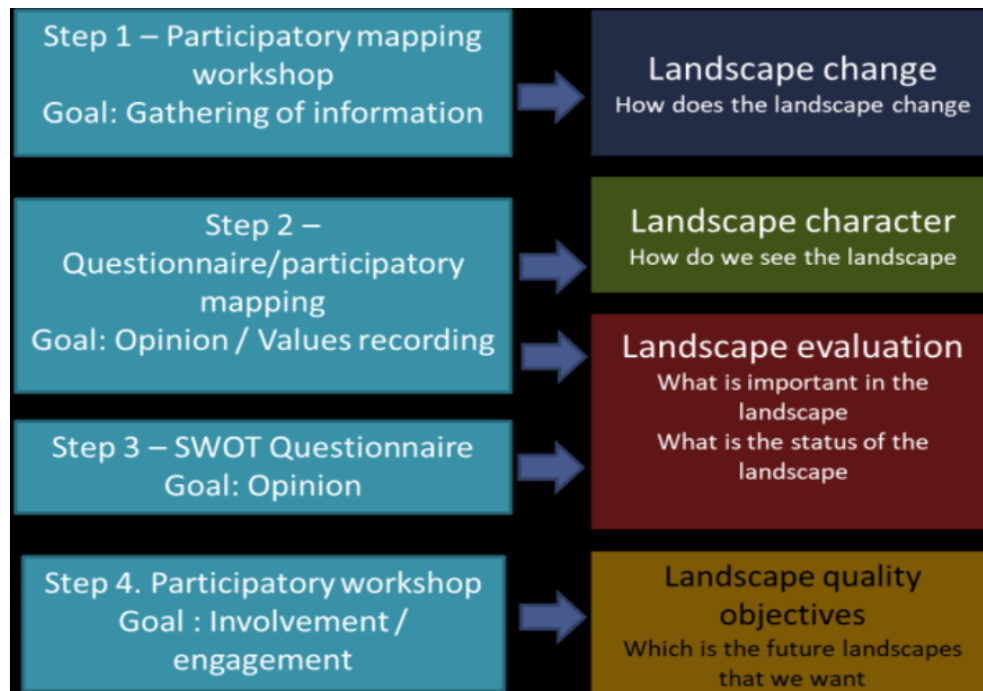 Step 1 – Participatory mapping
workshop
Goal: Gathering of information
Landscape change
How does the landscape change
Step 2 –
Questionnaire/participatory
mapping
Goal: Opinion / Values recording
Landscape character
How do we see the landscape
Landscape evaluation
What is important in the
landscape
What is the status of the
landscape
Step 3 – SWOT Questionnaire
Goal: Opinion
Step 4. Participatory workshop
Goal : Involvement /
engagement
Landscape quality
objectives
Which is the future landscapes
that we want